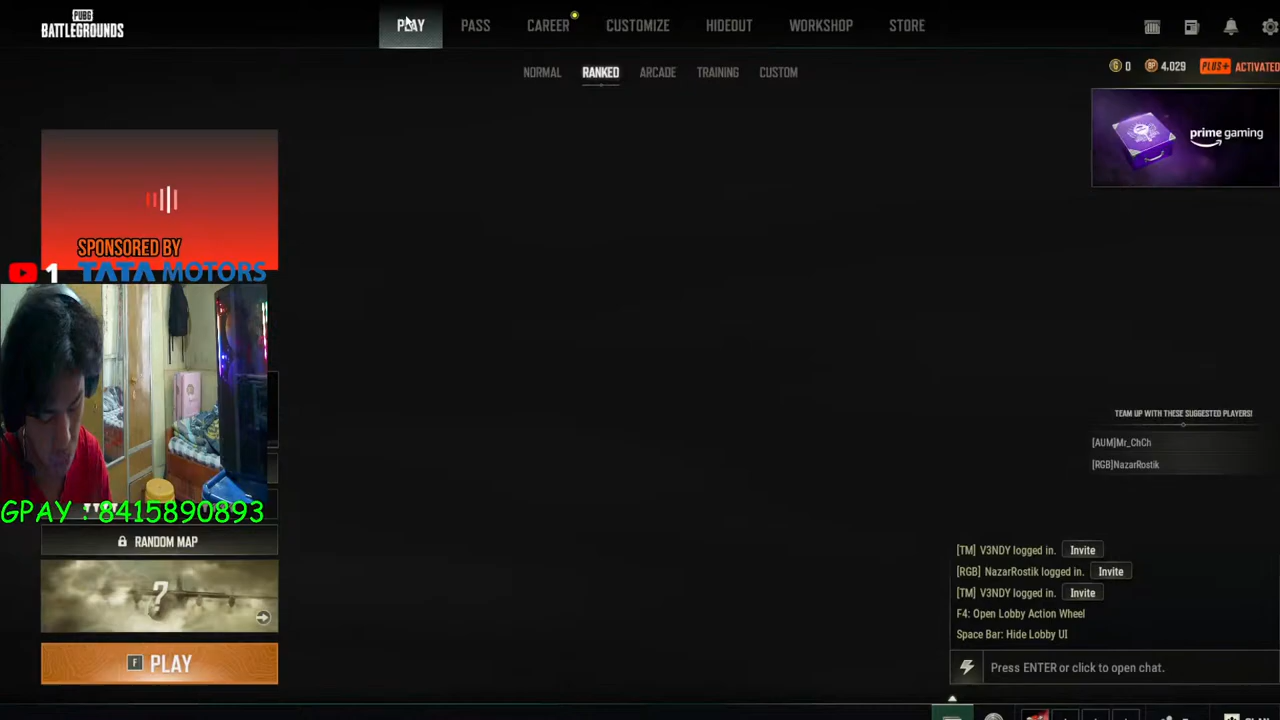 PUBG
BATTLEGROUNDS
PLAY
PASS
CAREER
CUSTOMIZE
HIDEOUT
WORKSHOP
STORE
NORMAL
RANKED
ARCADE
TRAINING
CUSTOM
G 0
BP 4,029
PLUS+ ACTIVATED
prime gaming
SPONSORED BY
1 TATA MOTORS
GPAY : 8415890893
RANDOM MAP
?
F PLAY
TEAM UP WITH THESE SUGGESTED PLAYERS!
[AUM]Mr_ChCh
[RGB]NazarRostik
[TM] V3NDY logged in. Invite
[RGB] NazarRostik logged in. Invite
[TM] V3NDY logged in. Invite
F4: Open Lobby Action Wheel
Space Bar: Hide Lobby UI
Press ENTER or click to open chat.